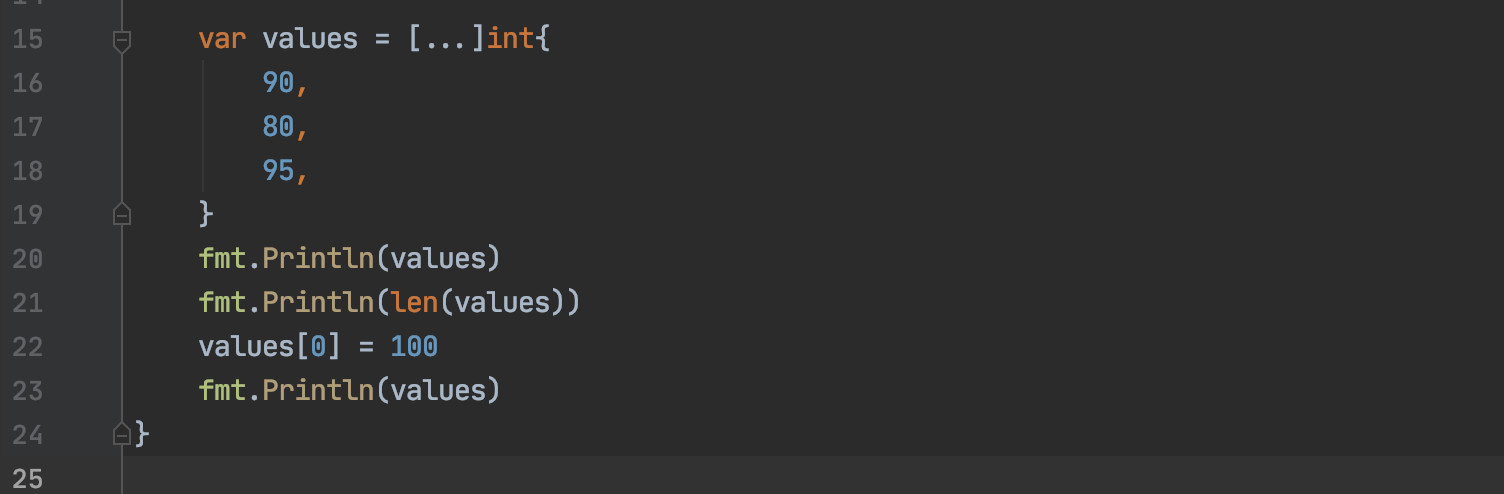 15 var values = [...]int{
16 90,
17 80,
18 95,
19 }
20 fmt.Println(values)
21 fmt.Println(len(values))
22 values[0] = 100
23 fmt.Println(values)
24 }
25